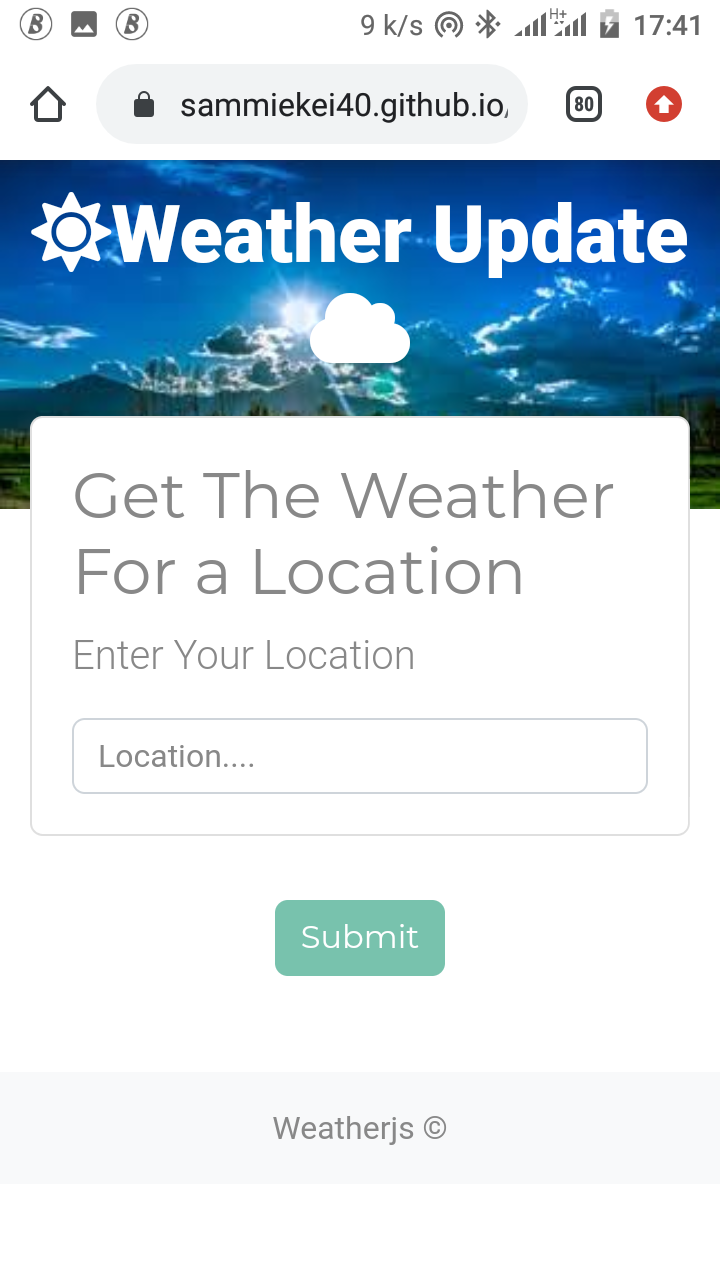 9 k/s H+ 17:41
sammiekei40.github.io/
80
Weather Update
Get The Weather
For a Location
Enter Your Location
Location....
Submit
Weatherjs ©